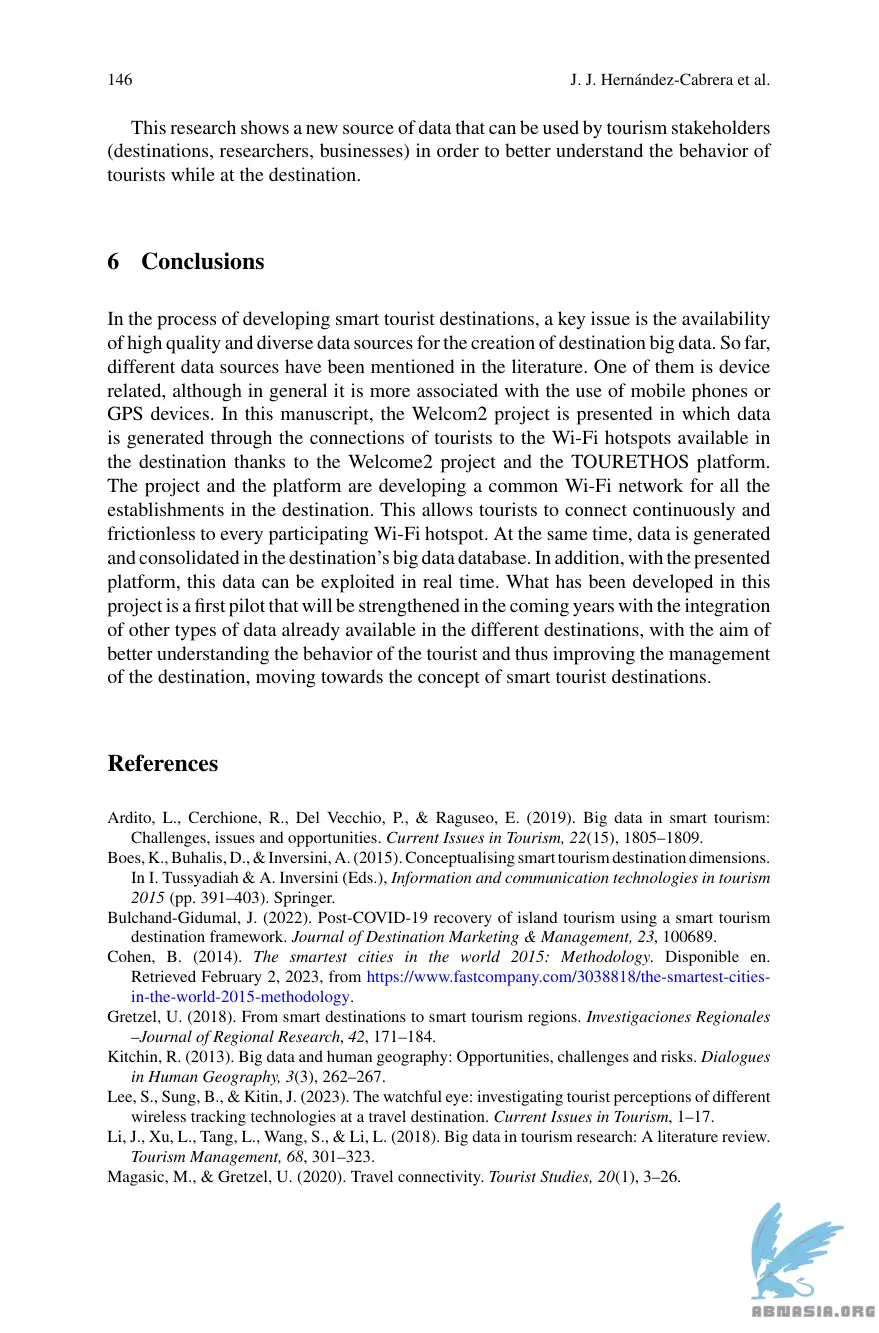 146
J. J. Hernández-Cabrera et al.
This research shows a new source of data that can be used by tourism stakeholders
(destinations, researchers, businesses) in order to better understand the behavior of
tourists while at the destination.
6 Conclusions
In the process of developing smart tourist destinations, a key issue is the availability
of high quality and diverse data sources for the creation of destination big data. So far,
different data sources have been mentioned in the literature. One of them is device
related, although in general it is more associated with the use of mobile phones or
GPS devices. In this manuscript, the Welcom2 project is presented in which data
is generated through the connections of tourists to the Wi-Fi hotspots available in
the destination thanks to the Welcome2 project and the TOURETHOS platform.
The project and the platform are developing a common Wi-Fi network for all the
establishments in the destination. This allows tourists to connect continuously and
frictionless to every participating Wi-Fi hotspot. At the same time, data is generated
and consolidated in the destination’s big data database. In addition, with the presented
platform, this data can be exploited in real time. What has been developed in this
project is a first pilot that will be strengthened in the coming years with the integration
of other types of data already available in the different destinations, with the aim of
better understanding the behavior of the tourist and thus improving the management
of the destination, moving towards the concept of smart tourist destinations.
References
Ardito, L., Cerchione, R., Del Vecchio, P., & Raguseo, E. (2019). Big data in smart tourism:
Challenges, issues and opportunities. Current Issues in Tourism, 22(15), 1805–1809.
Boes, K., Buhalis, D., & Inversini, A. (2015). Conceptualising smart tourism destination dimensions.
In I. Tussyadiah & A. Inversini (Eds.), Information and communication technologies in tourism
2015 (pp. 391–403). Springer.
Bulchand-Gidumal, J. (2022). Post-COVID-19 recovery of island tourism using a smart tourism
destination framework. Journal of Destination Marketing & Management, 23, 100689.
Cohen, B. (2014). The smartest cities in the world 2015: Methodology. Disponible en.
Retrieved February 2, 2023, from https://www.fastcompany.com/3038818/the-smartest-cities-
in-the-world-2015-methodology.
Gretzel, U. (2018). From smart destinations to smart tourism regions. Investigaciones Regionales
–Journal of Regional Research, 42, 171–184.
Kitchin, R. (2013). Big data and human geography: Opportunities, challenges and risks. Dialogues
in Human Geography, 3(3), 262–267.
Lee, S., Sung, B., & Kitin, J. (2023). The watchful eye: investigating tourist perceptions of different
wireless tracking technologies at a travel destination. Current Issues in Tourism, 1–17.
Li, J., Xu, L., Tang, L., Wang, S., & Li, L. (2018). Big data in tourism research: A literature review.
Tourism Management, 68, 301–323.
Magasic, M., & Gretzel, U. (2020). Travel connectivity. Tourist Studies, 20(1), 3–26.
ABNASIA.ORG